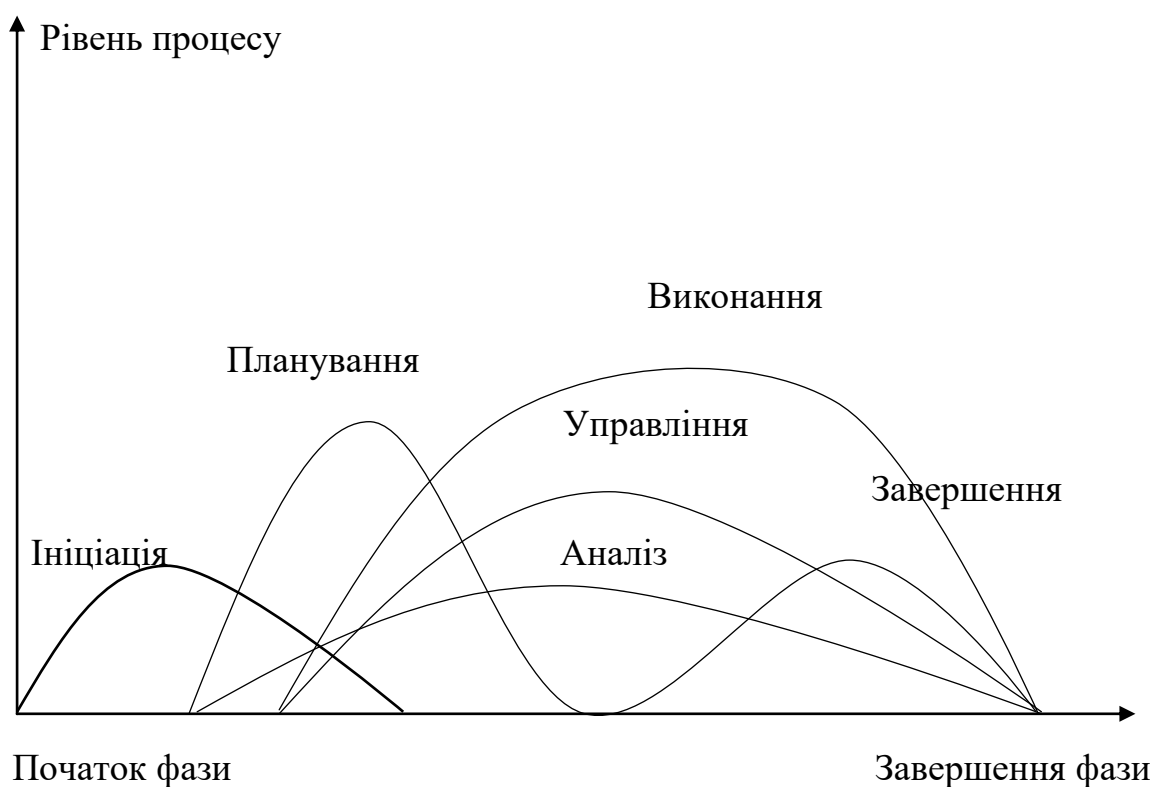 Рівень процесу
Виконання
Планування
Управління
Завершення
Ініціація
Аналіз
Початок фази
Завершення фази